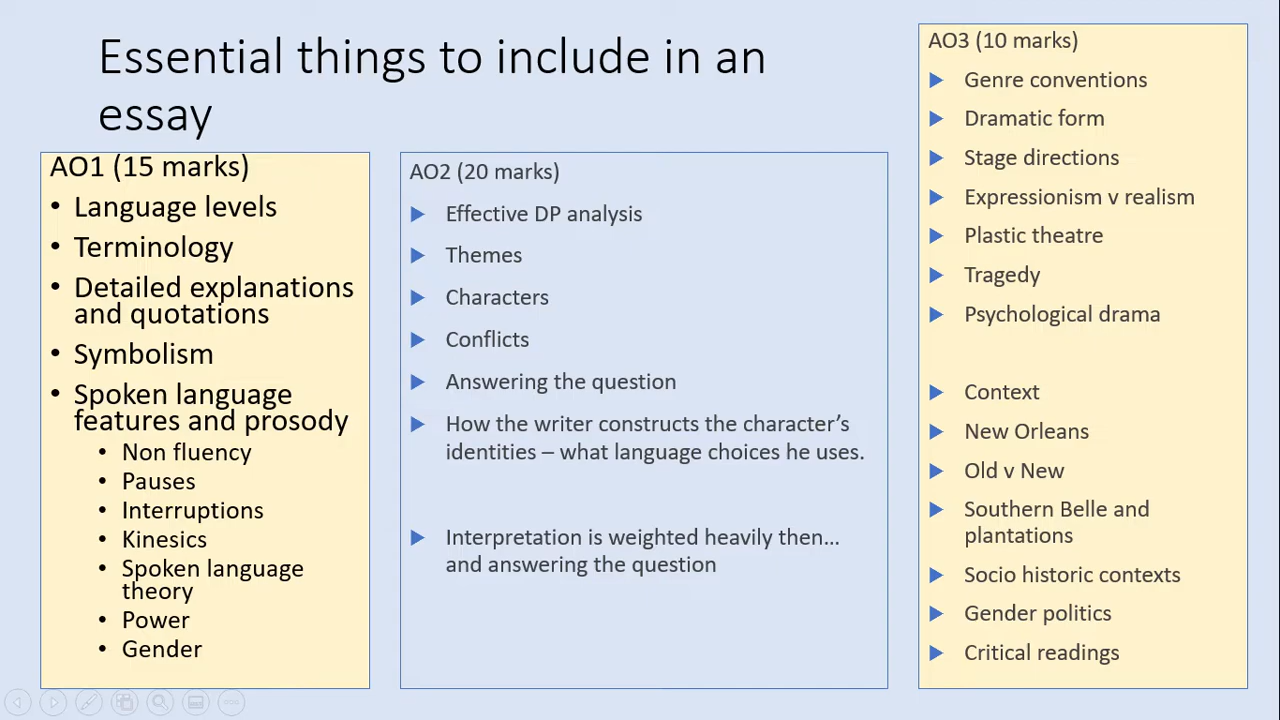 Essential things to include in an
essay
AO1 (15 marks)
• Language levels
• Terminology
• Detailed explanations
and quotations
• Symbolism
• Spoken language
features and prosody
• Non fluency
• Pauses
• Interruptions
• Kinesics
• Spoken language
theory
• Power
• Gender
AO2 (20 marks)
Effective DP analysis
Themes
Characters
Conflicts
Answering the question
How the writer constructs the character’s
identities – what language choices he uses.
Interpretation is weighted heavily then…
and answering the question
AO3 (10 marks)
Genre conventions
Dramatic form
Stage directions
Expressionism v realism
Plastic theatre
Tragedy
Psychological drama
Context
New Orleans
Old v New
Southern Belle and
plantations
Socio historic contexts
Gender politics
Critical readings